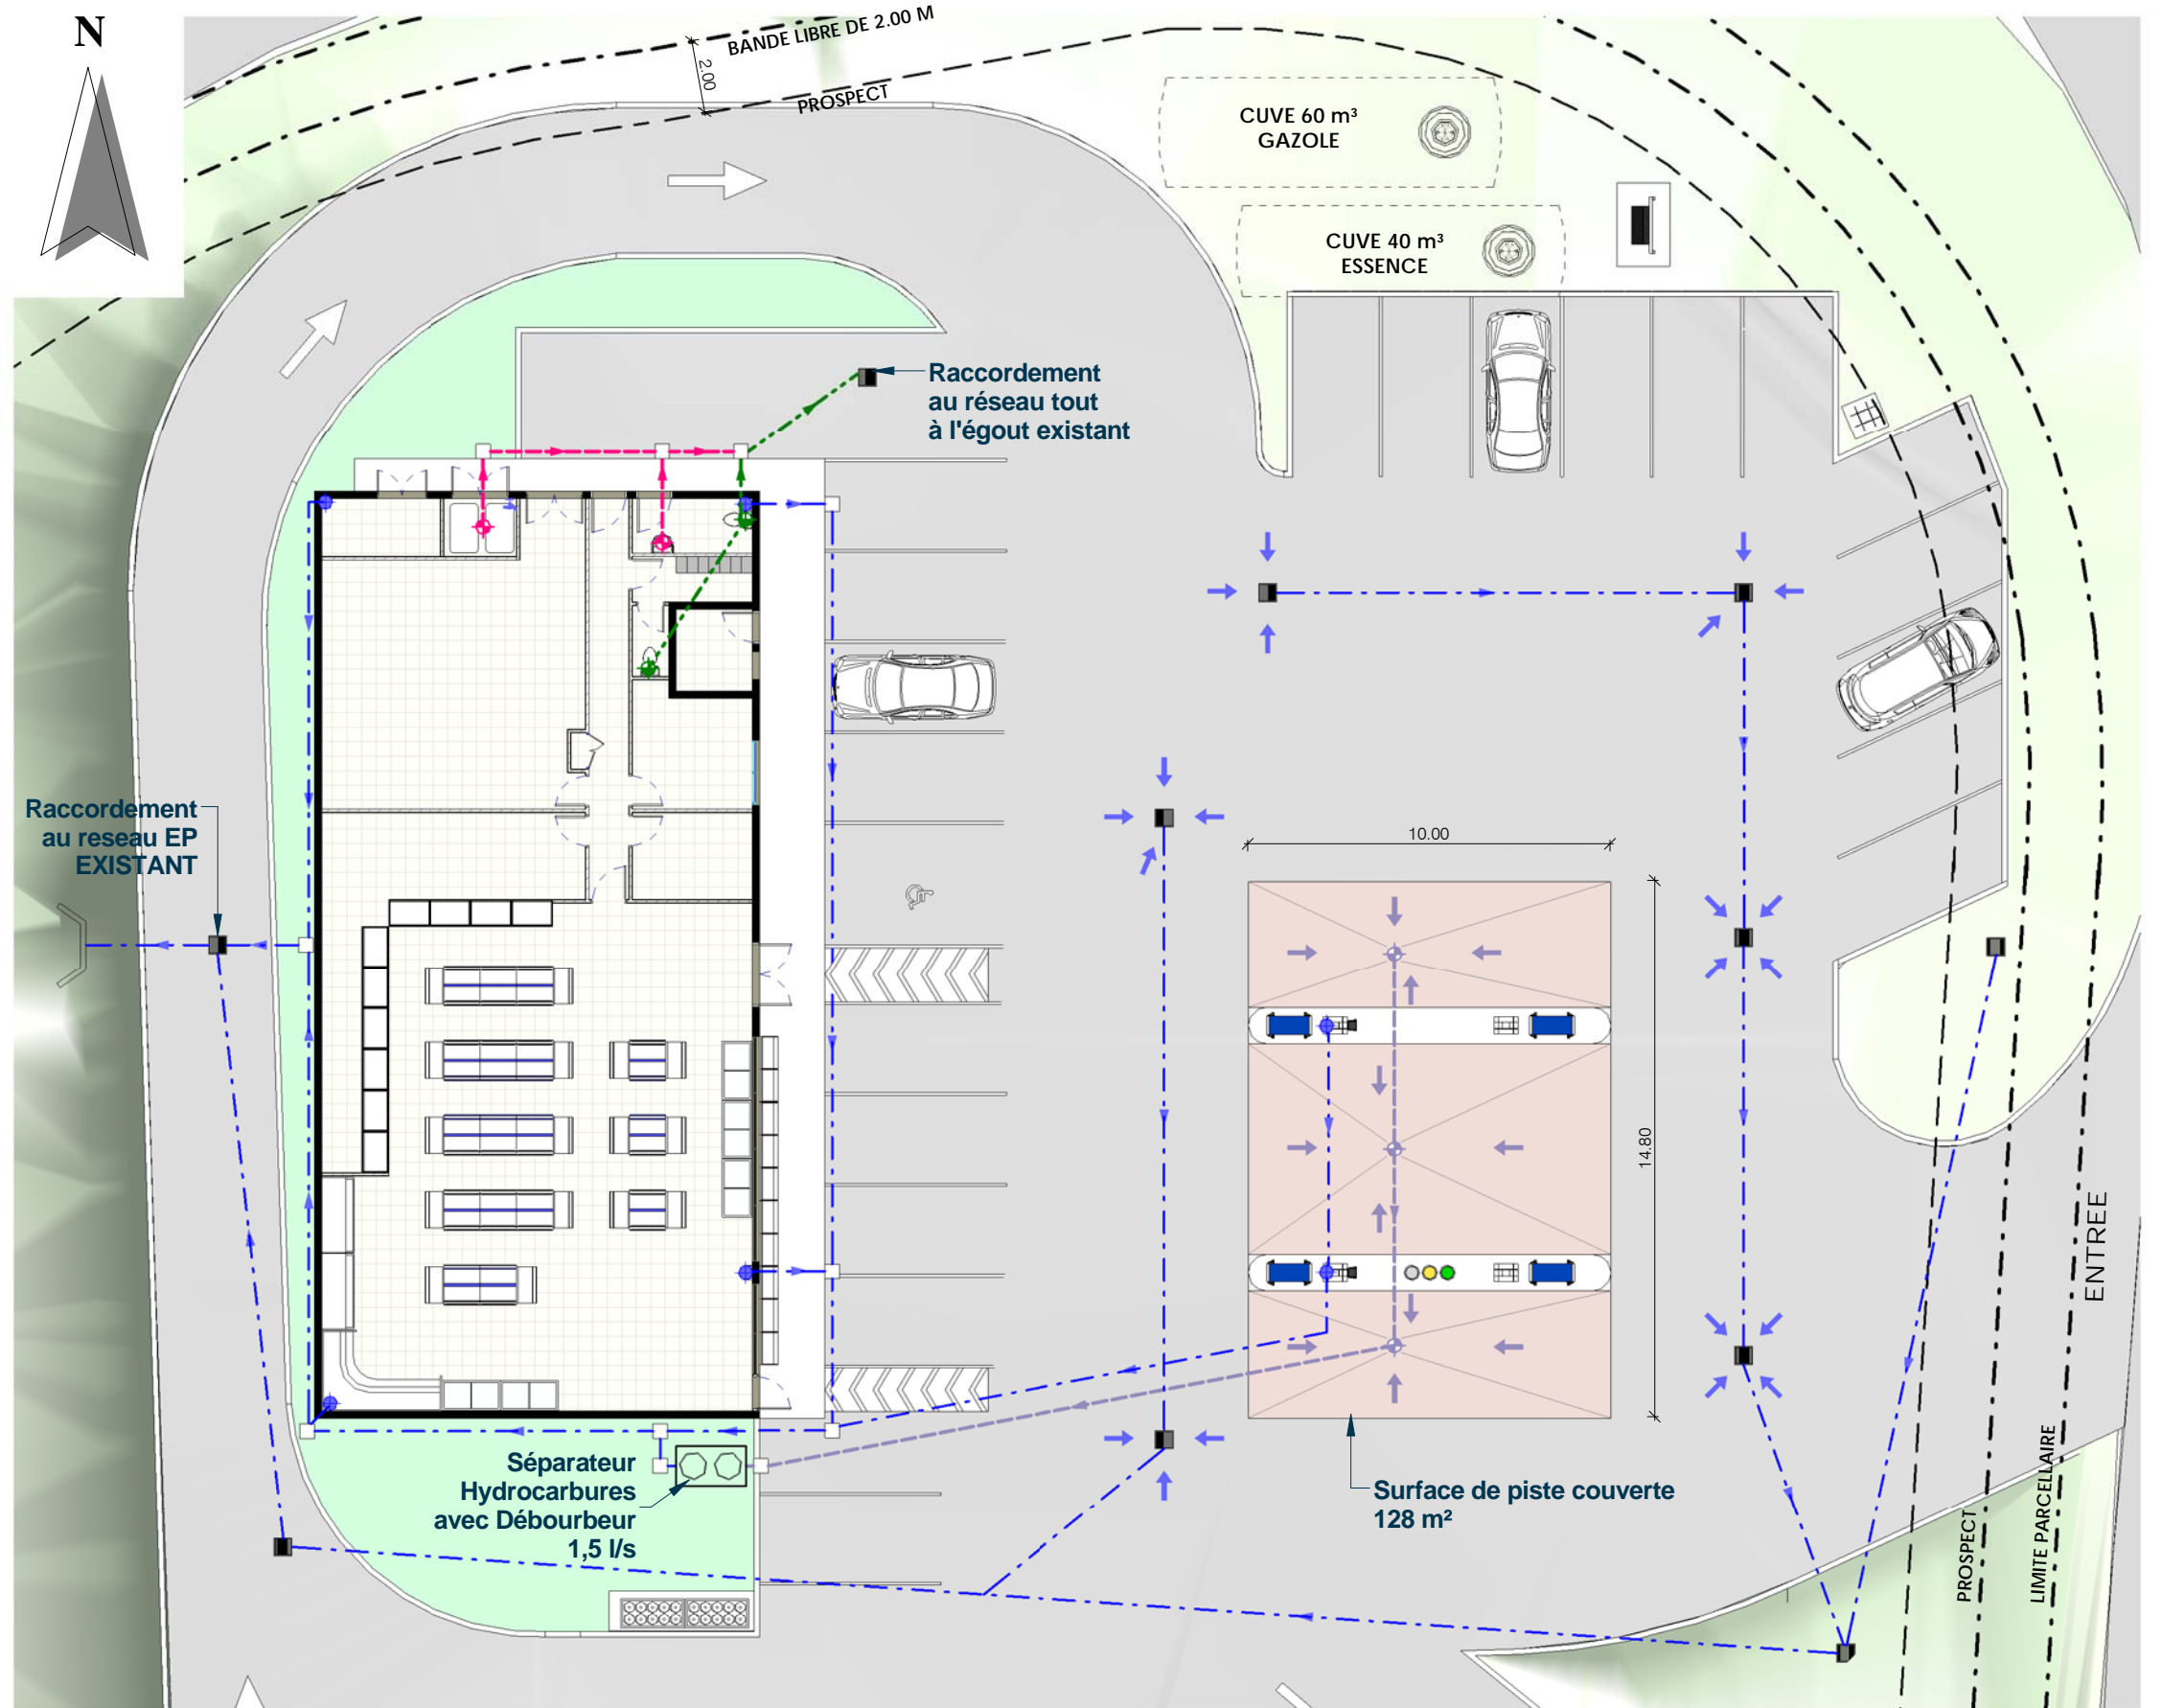 N
BANDE LIBRE DE 2.00 M
2.00
PROSPECT
CUVE 60 m³
GAZOLE
CUVE 40 m³
ESSENCE
Raccordement
au réseau tout
à l'égout existant
Raccordement
au reseau EP
EXISTANT
10.00
14.80
ENTREE
Séparateur
Hydrocarbures
avec Débourbeur
1,5 l/s
Surface de piste couverte
128 m²
PROSPECT
LIMITE PARCELLAIRE